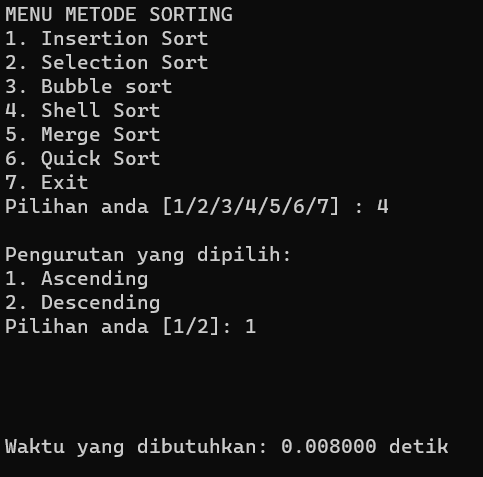 MENU METODE SORTING
1. Insertion Sort
2. Selection Sort
3. Bubble sort
4. Shell Sort
5. Merge Sort
6. Quick Sort
7. Exit
Pilihan anda [1/2/3/4/5/6/7] : 4
Pengurutan yang dipilih:
1. Ascending
2. Descending
Pilihan anda [1/2]: 1
Waktu yang dibutuhkan: 0.008000 detik